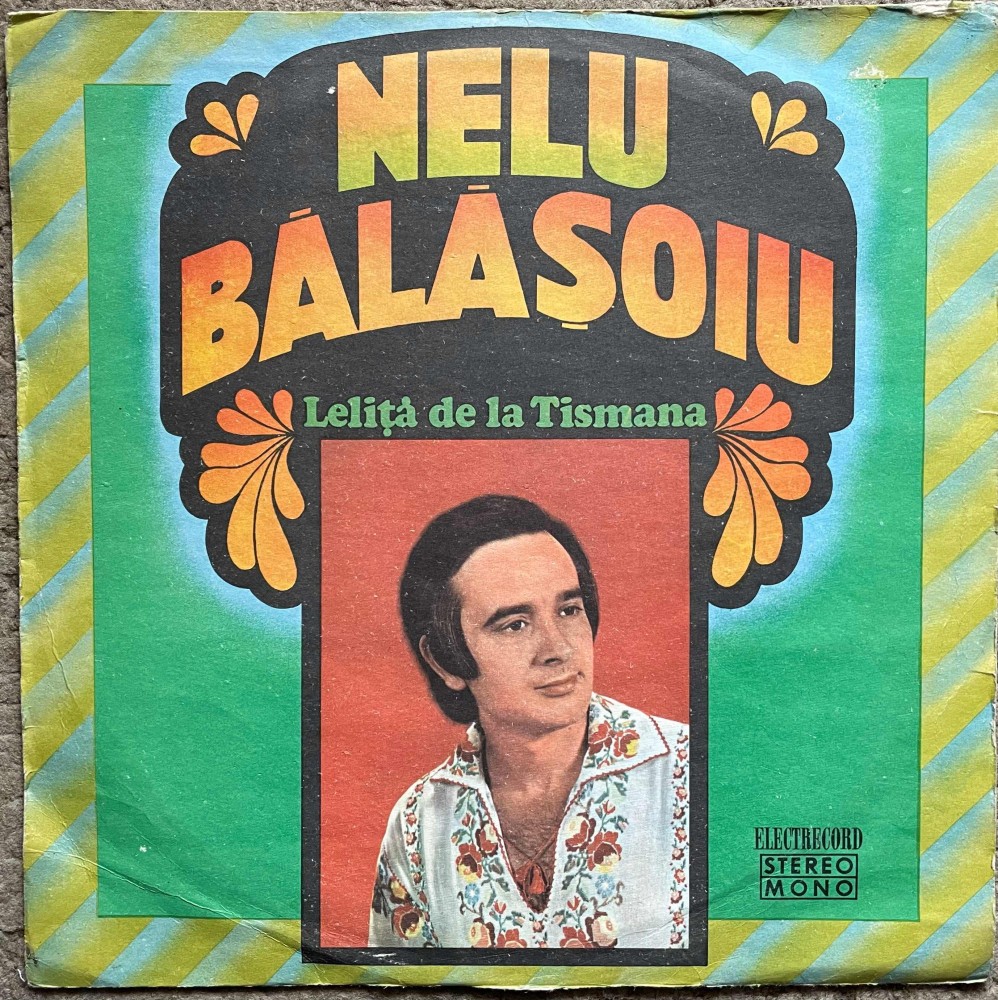 NELU
BĂLĂȘOIU
Leliță de la Tismana
ELECTRECORD
STEREO
MONO